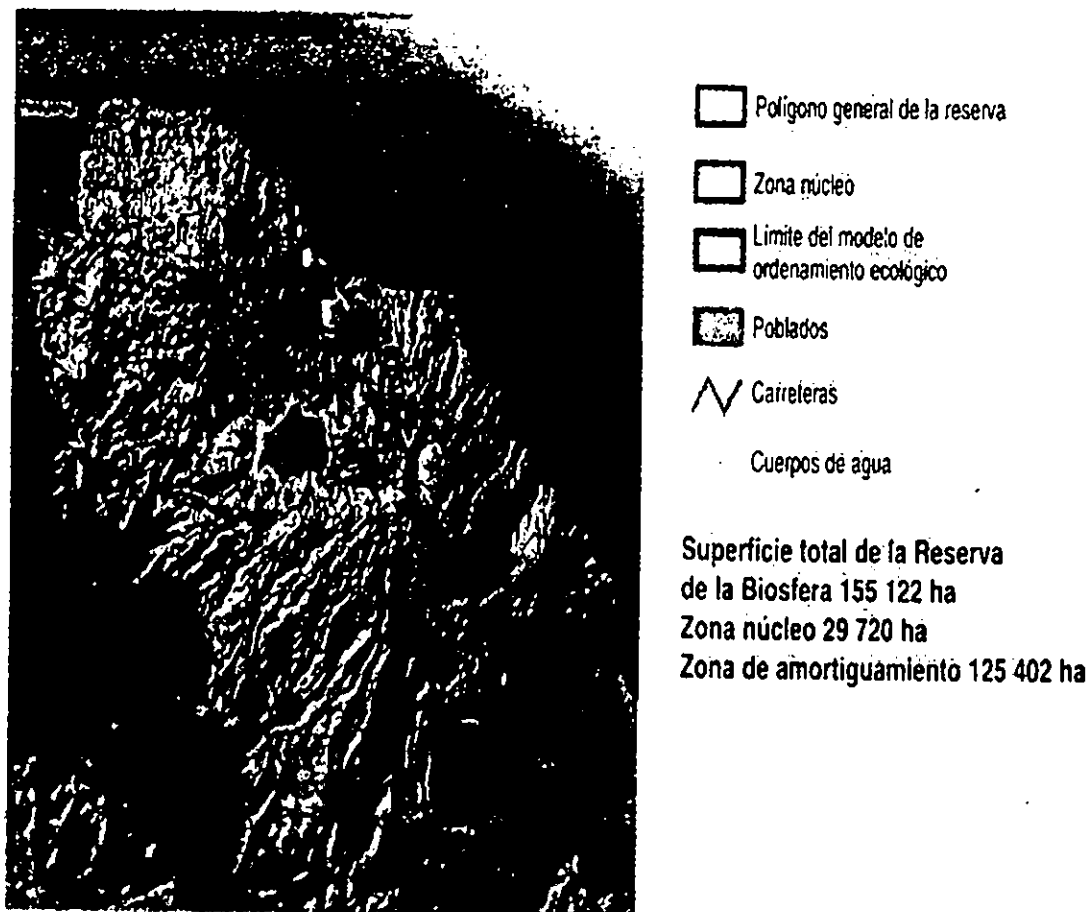 Polígono general de la reserva
Zona núcleo
Limite del modelo de
ordenamiento ecológico
Poblados
Carreteras
Cuerpos de agua
Superficie total de la Reserva
de la Biosfera 155 122 ha
Zona núcleo 29 720 ha
Zona de amortiguamiento 125 402 ha